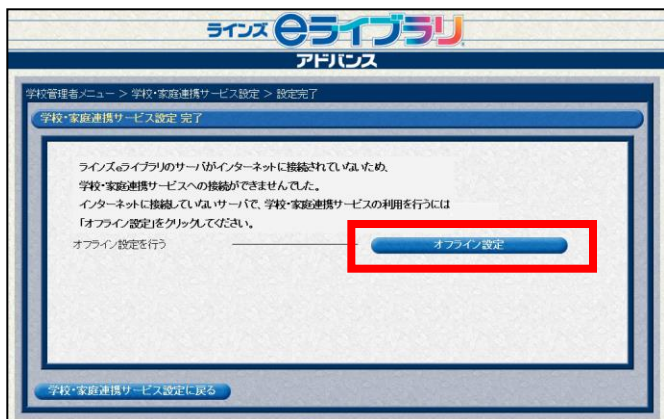 ラインズ eライブラリ
アドバンス
学校管理者メニュー > 学校・家庭連携サービス設定 > 設定完了
学校・家庭連携サービス設定 完了
ラインズeライブラリのサーバがインターネットに接続されていないため、
学校・家庭連携サービスへの接続ができませんでした。
インターネットに接続していないサーバで、学校・家庭連携サービスの利用を行うには
「オフライン設定」をクリックしてください。
オフライン設定を行う オフライン設定
学校・家庭連携サービス設定に戻る